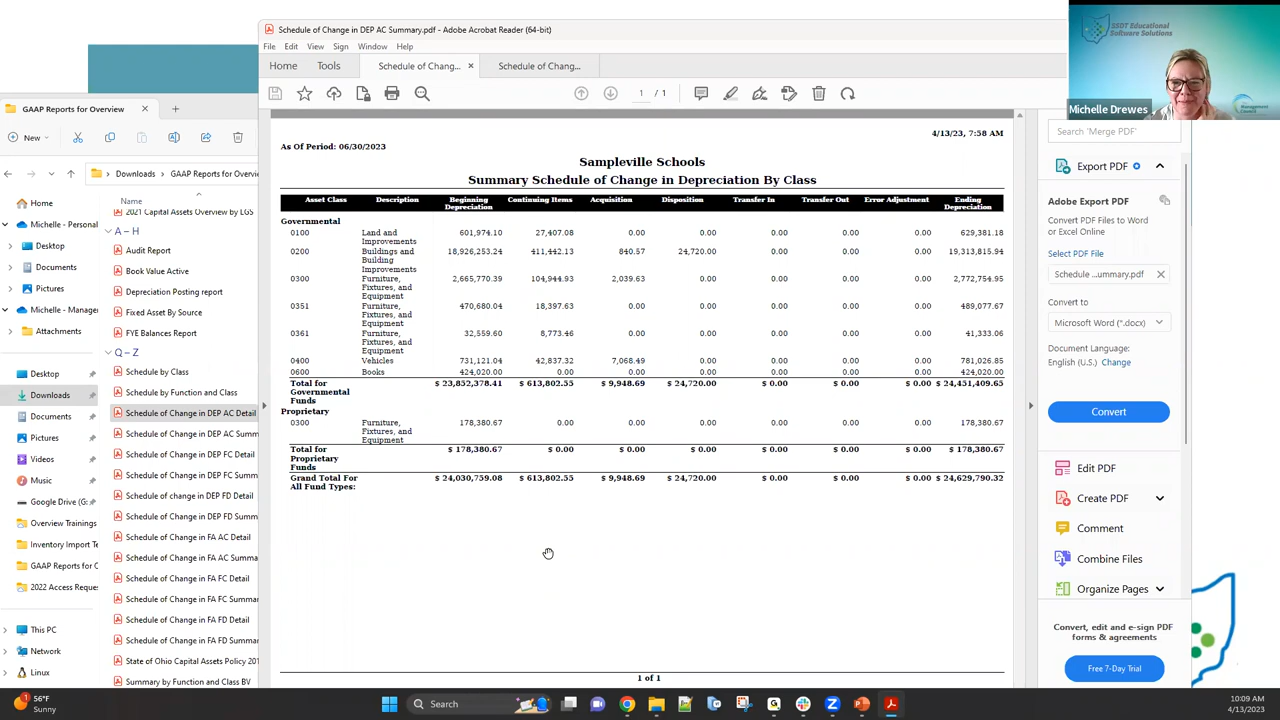 Schedule of Change in DEP AC Summary.pdf - Adobe Acrobat Reader (64-bit)
File Edit View Sign Window Help
Home Tools Schedule of Chang... × Schedule of Chang...
1 / 1
SSDT Educational
Software Solutions
Management
Council
Michelle Drewes
GAAP Reports for Overview
New
Downloads GAAP Reports for Overvie
Name
Home
Michelle - Personal
Desktop
Documents
Pictures
Michelle - Manage
Attachments
Desktop
Downloads
Documents
Pictures
Videos
Music
Google Drive (G:
Overview Trainings
Inventory Import Te
GAAP Reports for O
2022 Access Reques
This PC
Network
Linux
2021 Capital Assets Overview by LGS
A – H
Audit Report
Book Value Active
Depreciation Posting report
Fixed Asset By Source
FYE Balances Report
Q – Z
Schedule by Class
Schedule by Function and Class
Schedule of Change in DEP AC Detail
Schedule of Change in DEP AC Summ
Schedule of Change in DEP FC Detail
Schedule of Change in DEP FC Summ
Schedule of change in DEP FD Detail
Schedule of Change in DEP FD Summ
Schedule of Change in FA AC Detail
Schedule of Change in FA AC Summa
Schedule of Change in FA FC Detail
Schedule of Change in FA FC Summar
Schedule of Change in FA FD Detail
Schedule of Change in FA FD Summar
State of Ohio Capital Assets Policy 201
Summary by Function and Class BV
4/13/23, 7:58 AM
As Of Period: 06/30/2023
Sampleville Schools
Summary Schedule of Change in Depreciation By Class
Asset Class Description Beginning Depreciation Continuing Items Acquisition Disposition Transfer In Transfer Out Error Adjustment Ending Depreciation
Governmental
0100 Land and Improvements 601,974.10 27,407.08 0.00 0.00 0.00 0.00 0.00 629,381.18
0200 Buildings and Building Improvements 18,926,253.24 411,442.13 840.57 24,720.00 0.00 0.00 0.00 19,313,815.94
0300 Furniture, Fixtures, and Equipment 2,665,770.39 104,944.93 2,039.63 0.00 0.00 0.00 0.00 2,772,754.95
0351 Furniture, Fixtures, and Equipment 470,680.04 18,397.63 0.00 0.00 0.00 0.00 0.00 489,077.67
0361 Furniture, Fixtures, and Equipment 32,559.60 8,773.46 0.00 0.00 0.00 0.00 0.00 41,333.06
0400 Vehicles 731,121.04 42,837.32 7,068.49 0.00 0.00 0.00 0.00 781,026.85
0600 Books 424,020.00 0.00 0.00 0.00 0.00 0.00 0.00 424,020.00
Total for Governmental Funds $ 23,852,378.41 $ 613,802.55 $ 9,948.69 $ 24,720.00 $ 0.00 $ 0.00 $ 0.00 $ 24,451,409.65
Proprietary
0300 Furniture, Fixtures, and Equipment 178,380.67 0.00 0.00 0.00 0.00 0.00 0.00 178,380.67
Total for Proprietary Funds $ 178,380.67 $ 0.00 $ 0.00 $ 0.00 $ 0.00 $ 0.00 $ 0.00 $ 178,380.67
Grand Total For All Fund Types: $ 24,030,759.08 $ 613,802.55 $ 9,948.69 $ 24,720.00 $ 0.00 $ 0.00 $ 0.00 $ 24,629,790.32
1 of 1
Search 'Merge PDF'
Export PDF
Adobe Export PDF
Convert PDF Files to Word
or Excel Online
Select PDF File
Schedule ...ummary.pdf ×
Convert to
Microsoft Word (*.docx)
Document Language:
English (U.S.) Change
Convert
Edit PDF
Create PDF
Comment
Combine Files
Organize Pages
Convert, edit and e-sign PDF
forms & agreements
Free 7-Day Trial
56°F
Sunny
Search
10:09 AM
4/13/2023